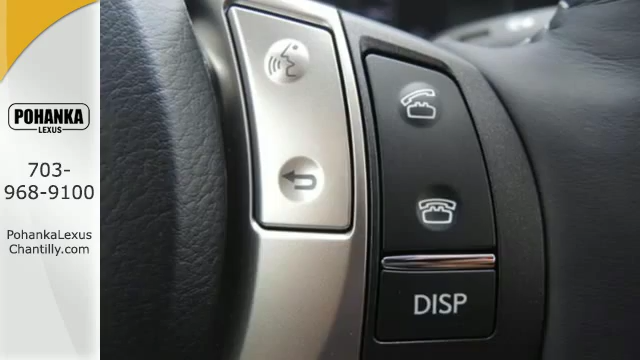 POHANKA
LEXUS
703-
968-9100
PohankaLexus
Chantilly.com
DISP